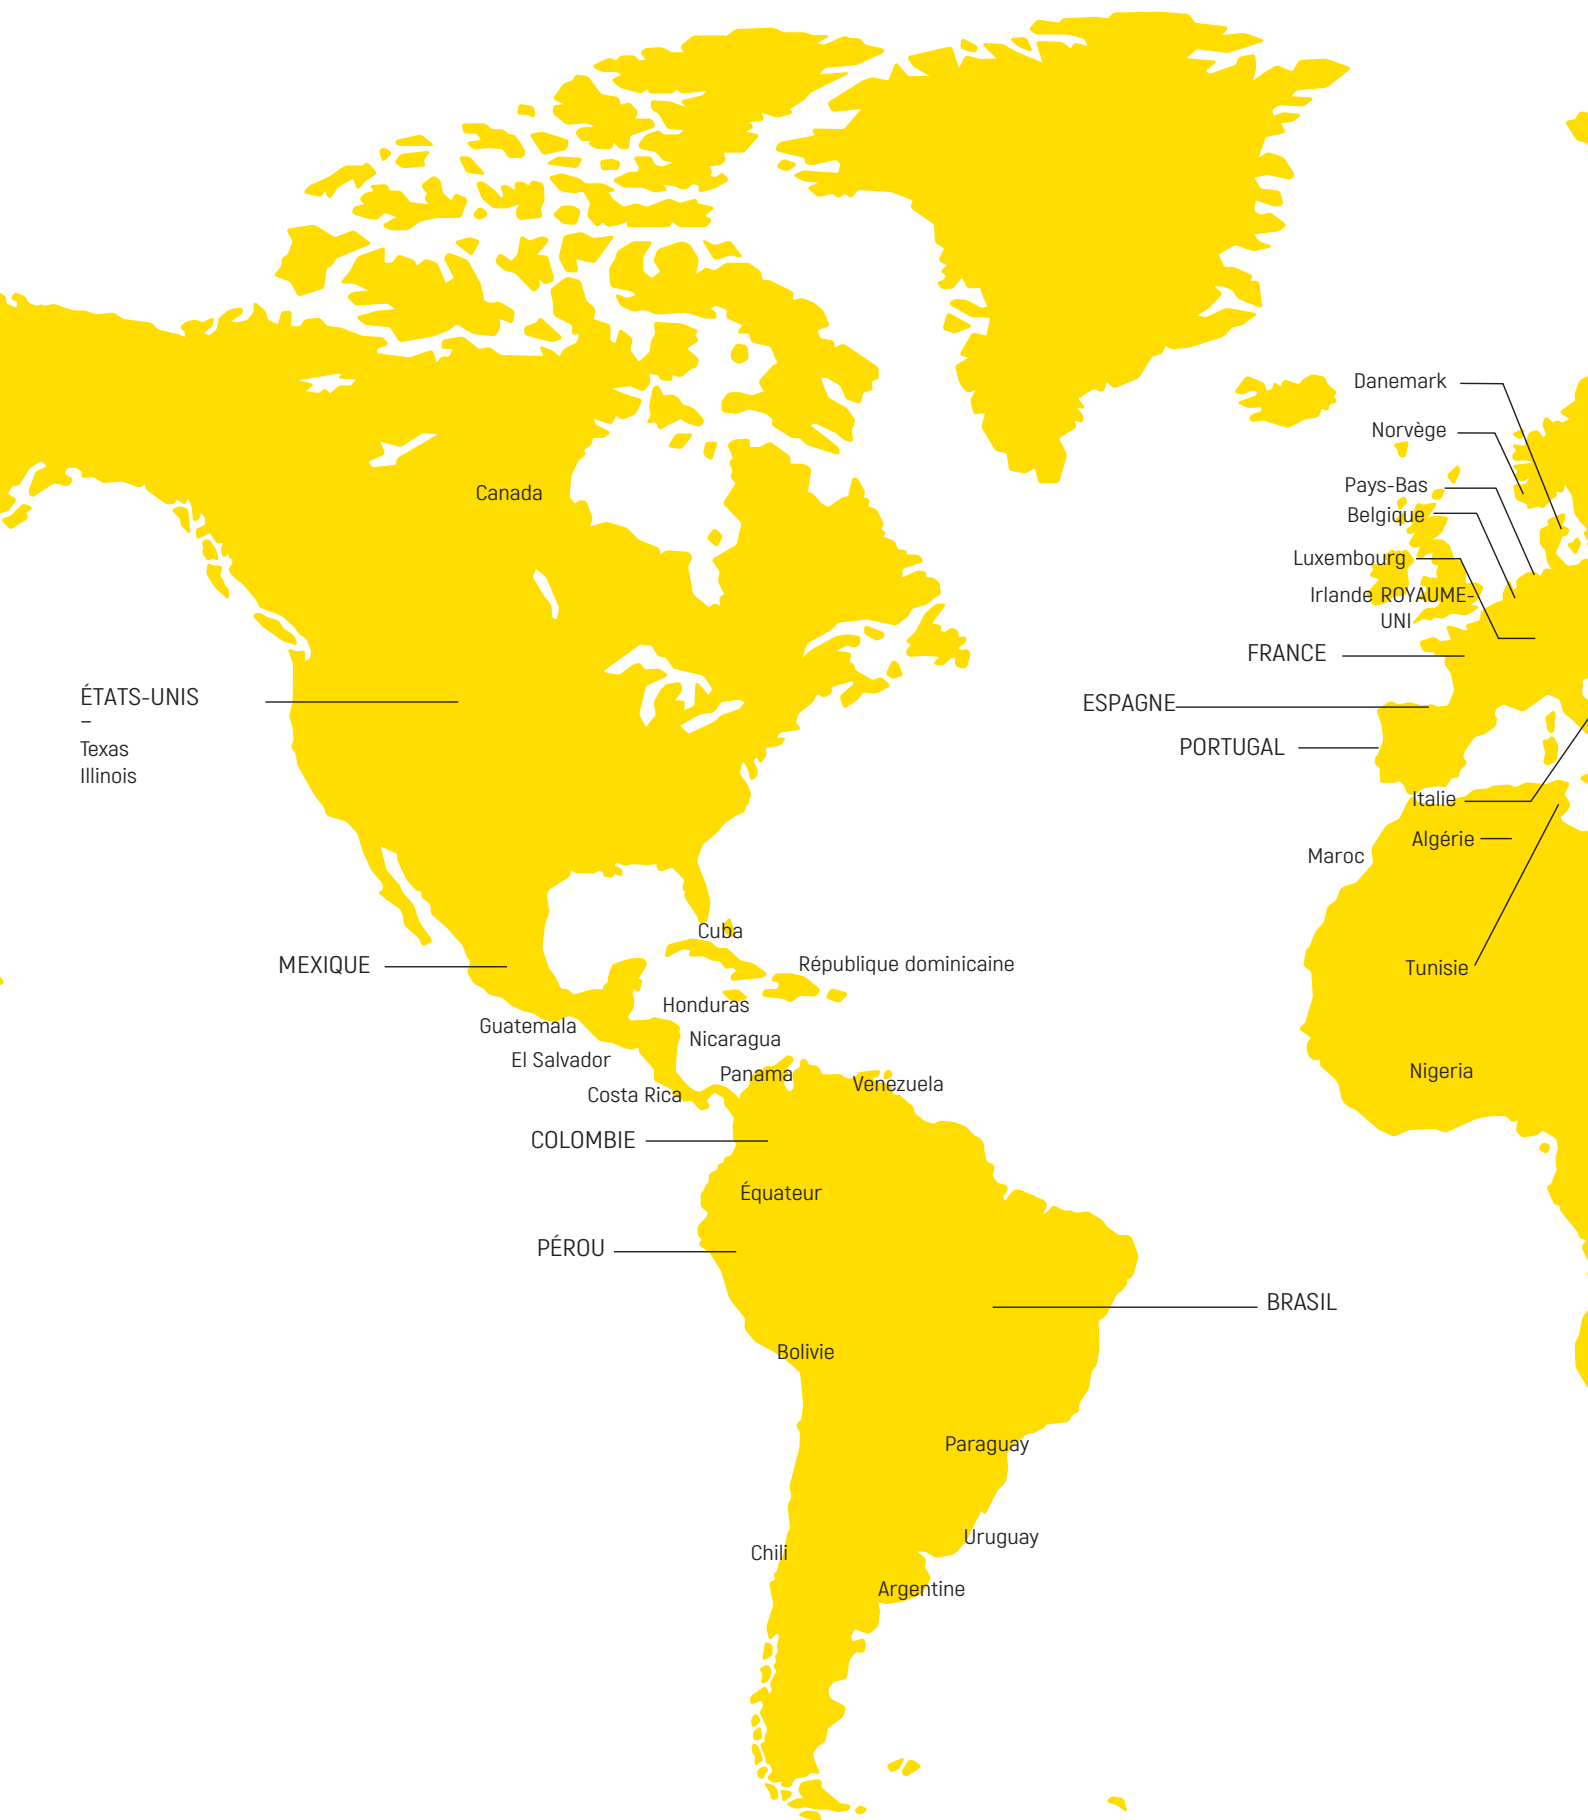 Danemark
Norvège
Pays-Bas
Belgique
Canada
Luxembourg
Irlande ROYAUME-
UNI
FRANCE
ÉTATS-UNIS
–
Texas
Illinois
ESPAGNE
PORTUGAL
Italie
Algérie
Maroc
Cuba
MEXIQUE
République dominicaine
Tunisie
Honduras
Guatemala
Nicaragua
El Salvador
Panama
Nigeria
Venezuela
Costa Rica
COLOMBIE
Équateur
PÉROU
BRASIL
Bolivie
Paraguay
Uruguay
Chili
Argentine